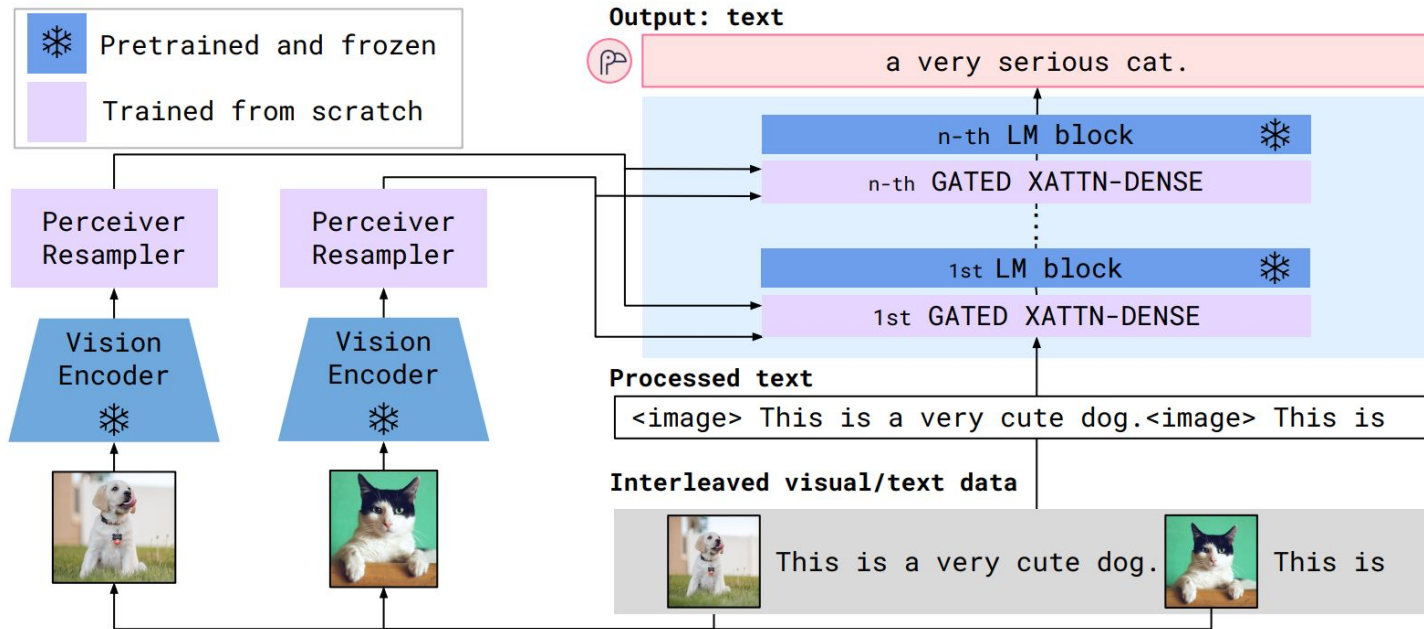 Pretrained and frozen
Trained from scratch
Perceiver
Resampler
Vision
Encoder
Perceiver
Resampler
Vision
Encoder
Output: text
a very serious cat.
n-th LM block
n-th GATED XATTN-DENSE
1st LM block
1st GATED XATTN-DENSE
Processed text
<image> This is a very cute dog.<image> This is
Interleaved visual/text data
This is a very cute dog. This is